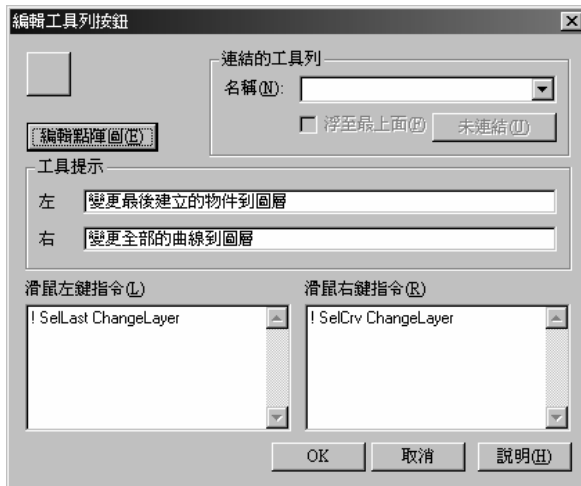 編輯工具列按鈕
連結的工具列
名稱(N):
浮至最上面(F) 未連結(U)
編輯點陣圖(E)
工具提示
左 變更最後建立的物件到圖層
右 變更全部的曲線到圖層
滑鼠左鍵指令(L) 滑鼠右鍵指令(R)
! SelLast ChangeLayer ! SelCrv ChangeLayer
OK 取消 說明(H)